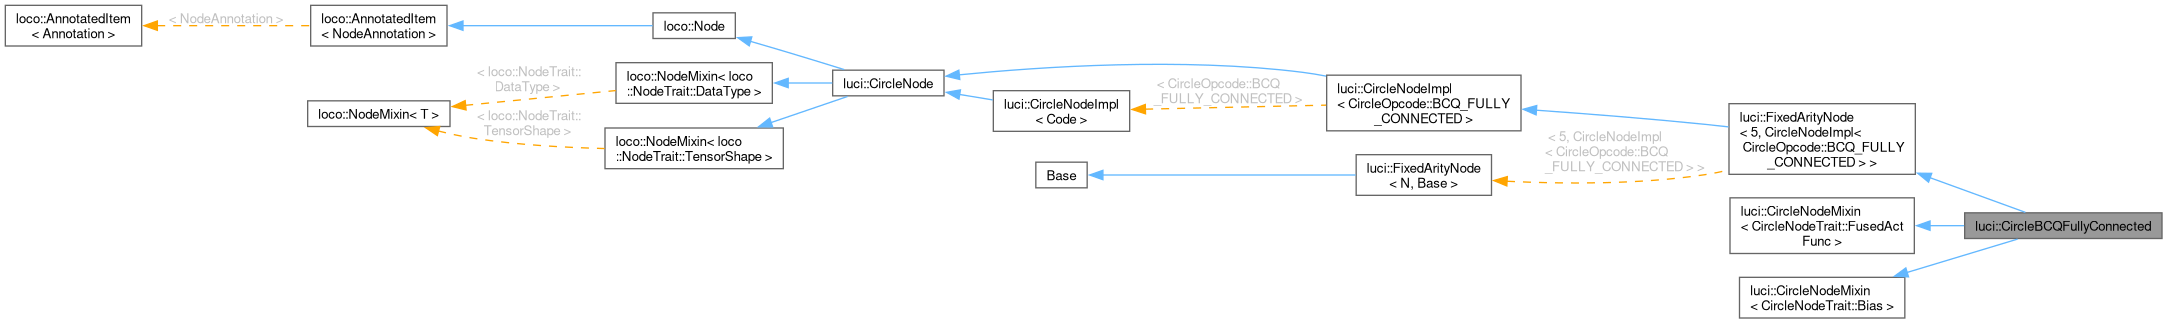 loco::AnnotatedItem
< Annotation >
< NodeAnnotation >
loco::AnnotatedItem
< NodeAnnotation >
loco::Node
loco::NodeMixin< T >
< loco::NodeTrait::
DataType >
< loco::NodeTrait::
TensorShape >
loco::NodeMixin< loco
::NodeTrait::DataType >
loco::NodeMixin< loco
::NodeTrait::TensorShape >
luci::CircleNode
luci::CircleNodeImpl
< Code >
< CircleOpcode::BCQ
_FULLY_CONNECTED >
luci::CircleNodeImpl
< CircleOpcode::BCQ_FULLY
_CONNECTED >
Base
luci::FixedArityNode
< N, Base >
< 5, CircleNodeImpl
< CircleOpcode::BCQ
_FULLY_CONNECTED > >
luci::FixedArityNode
< 5, CircleNodeImpl<
CircleOpcode::BCQ_FULLY
_CONNECTED > >
luci::CircleNodeMixin
< CircleNodeTrait::FusedAct
Func >
luci::CircleNodeMixin
< CircleNodeTrait::Bias >
luci::CircleBCQFullyConnected